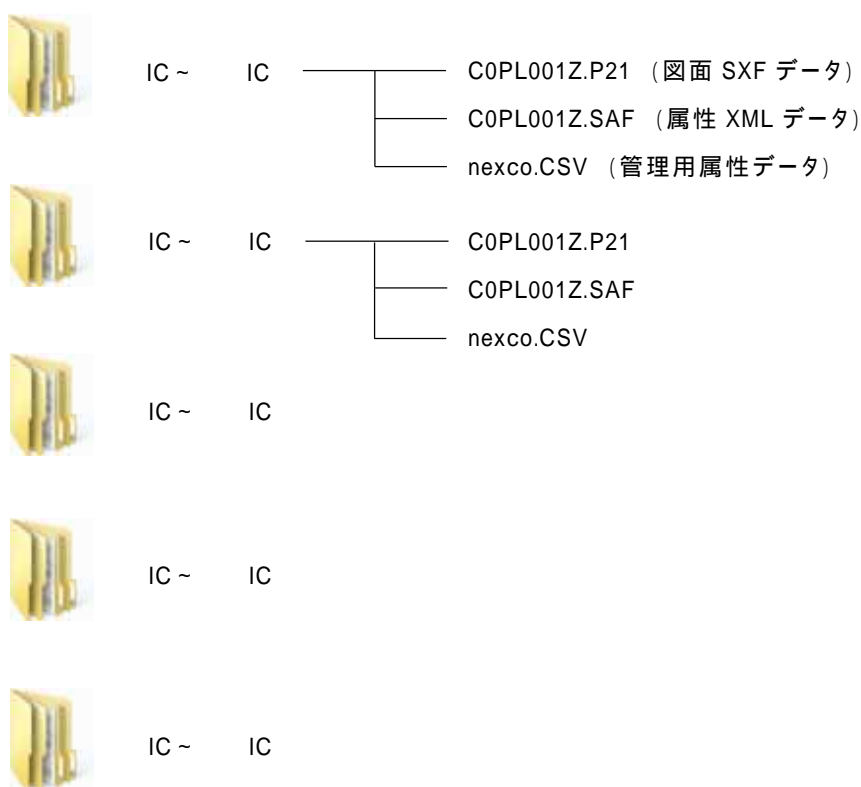 IC ~ IC C0PL001Z.P21 (図面 SXF データ)
C0PL001Z.SAF (属性 XML データ)
nexco.CSV (管理用属性データ)
IC ~ IC C0PL001Z.P21
C0PL001Z.SAF
nexco.CSV
IC ~ IC
IC ~ IC
IC ~ IC